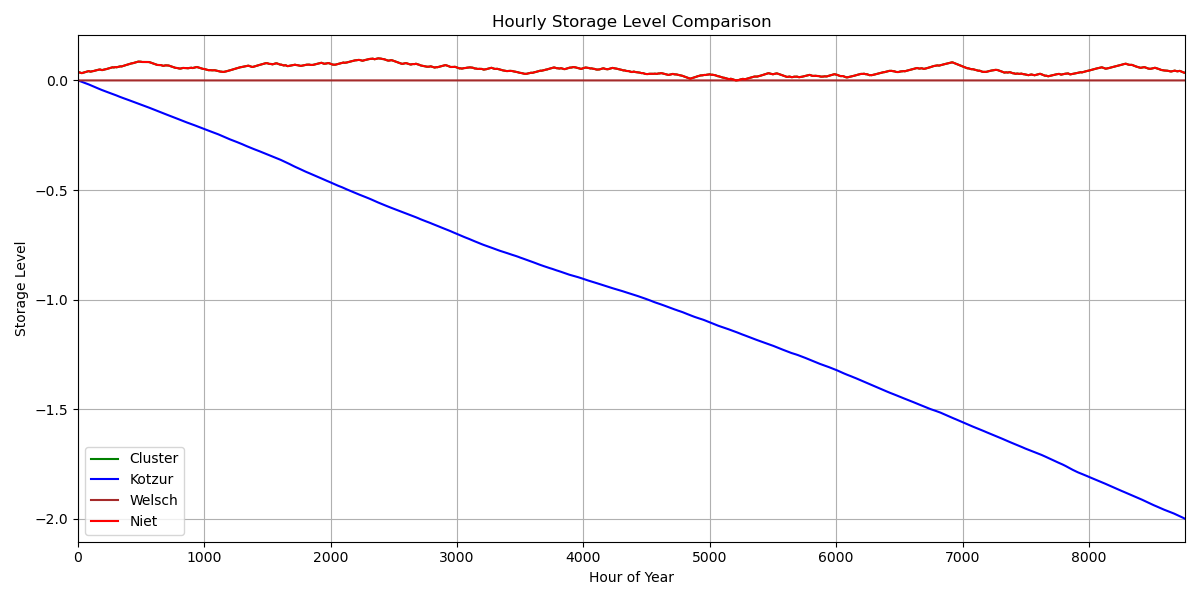 Hourly Storage Level Comparison
Storage Level
0.0
−0.5
−1.0
−1.5
−2.0
Cluster
Kotzur
Welsch
Niet
0 1000 2000 3000 4000 5000 6000 7000 8000
Hour of Year